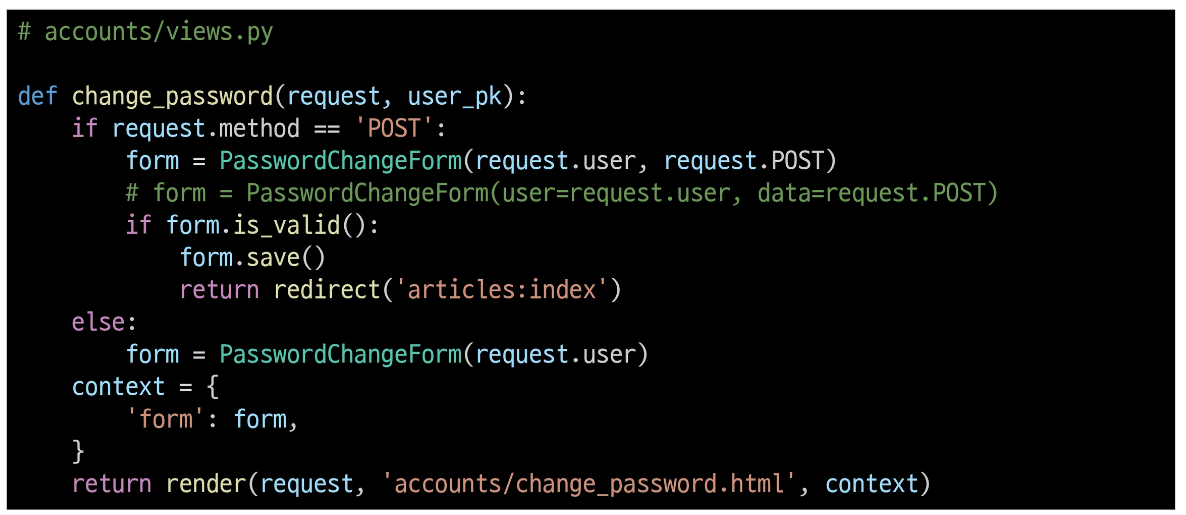 # accounts/views.py

def change_password(request, user_pk):
    if request.method == 'POST':
        form = PasswordChangeForm(request.user, request.POST)
        # form = PasswordChangeForm(user=request.user, data=request.POST)
        if form.is_valid():
            form.save()
            return redirect('articles:index')
    else:
        form = PasswordChangeForm(request.user)
    context = {
        'form': form,
    }
    return render(request, 'accounts/change_password.html', context)